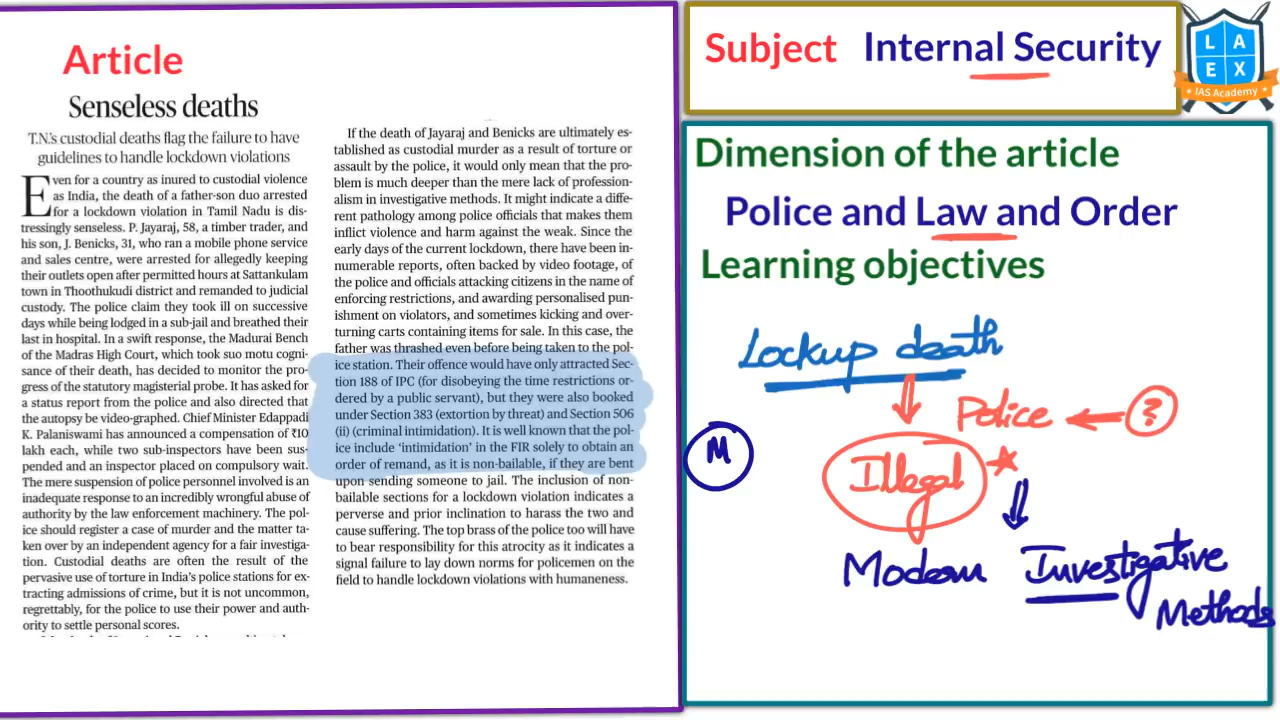 Article
Senseless deaths
T.N.'s custodial deaths flag the failure to have
guidelines to handle lockdown violations
Even for a country as inured to custodial violence
as India, the death of a father-son duo arrested
for a lockdown violation in Tamil Nadu is dis-
tressingly senseless. P. Jayaraj, 58, a timber trader, and
his son, J. Benicks, 31, who ran a mobile phone service
and sales centre, were arrested for allegedly keeping
their outlets open after permitted hours at Sattankulam
town in Thoothukudi district and remanded to judicial
custody. The police claim they took ill on successive
days while being lodged in a sub-jail and breathed their
last in hospital. In a swift response, the Madurai Bench
of the Madras High Court, which took suo motu cogni-
sance of their death, has decided to monitor the pro-
gress of the statutory magisterial probe. It has asked for
a status report from the police and also directed that
the autopsy be video-graphed. Chief Minister Edappadi
K. Palaniswami has announced a compensation of ₹10
lakh each, while two sub-inspectors have been sus-
pended and an inspector placed on compulsory wait.
The mere suspension of police personnel involved is an
inadequate response to an incredibly wrongful abuse of
authority by the law enforcement machinery. The pol-
ice should register a case of murder and the matter ta-
ken over by an independent agency for a fair investiga-
tion. Custodial deaths are often the result of the
pervasive use of torture in India's police stations for ex-
tracting admissions of crime, but it is not uncommon,
regrettably, for the police to use their power and auth-
ority to settle personal scores.
If the death of Jayaraj and Benicks are ultimately es-
tablished as custodial murder as a result of torture or
assault by the police, it would only mean that the pro-
blem is much deeper than the mere lack of profession-
alism in investigative methods. It might indicate a diffe-
rent pathology among police officials that makes them
inflict violence and harm against the weak. Since the
early days of the current lockdown, there have been in-
numerable reports, often backed by video footage, of
the police and officials attacking citizens in the name of
enforcing restrictions, and awarding personalised pun-
ishment on violators, and sometimes kicking and over-
turning carts containing items for sale. In this case, the
father was thrashed even before being taken to the pol-
ice station. Their offence would have only attracted Sec-
tion 188 of IPC (for disobeying the time restrictions or-
dered by a public servant), but they were also booked
under Section 383 (extortion by threat) and Section 506
(ii) (criminal intimidation). It is well known that the pol-
ice include 'intimidation' in the FIR solely to obtain an
order of remand, as it is non-bailable, if they are bent
upon sending someone to jail. The inclusion of non-
bailable sections for a lockdown violation indicates a
perverse and prior inclination to harass the two and
cause suffering. The top brass of the police too will have
to bear responsibility for this atrocity as it indicates a
signal failure to lay down norms for policemen on the
field to handle lockdown violations with humaneness.
Subject Internal Security
L A
E X
IAS Academy
Dimension of the article
Police and Law and Order
Learning objectives
Lockup death
Police ?
M
Illegal
Modern Investigative
Methods